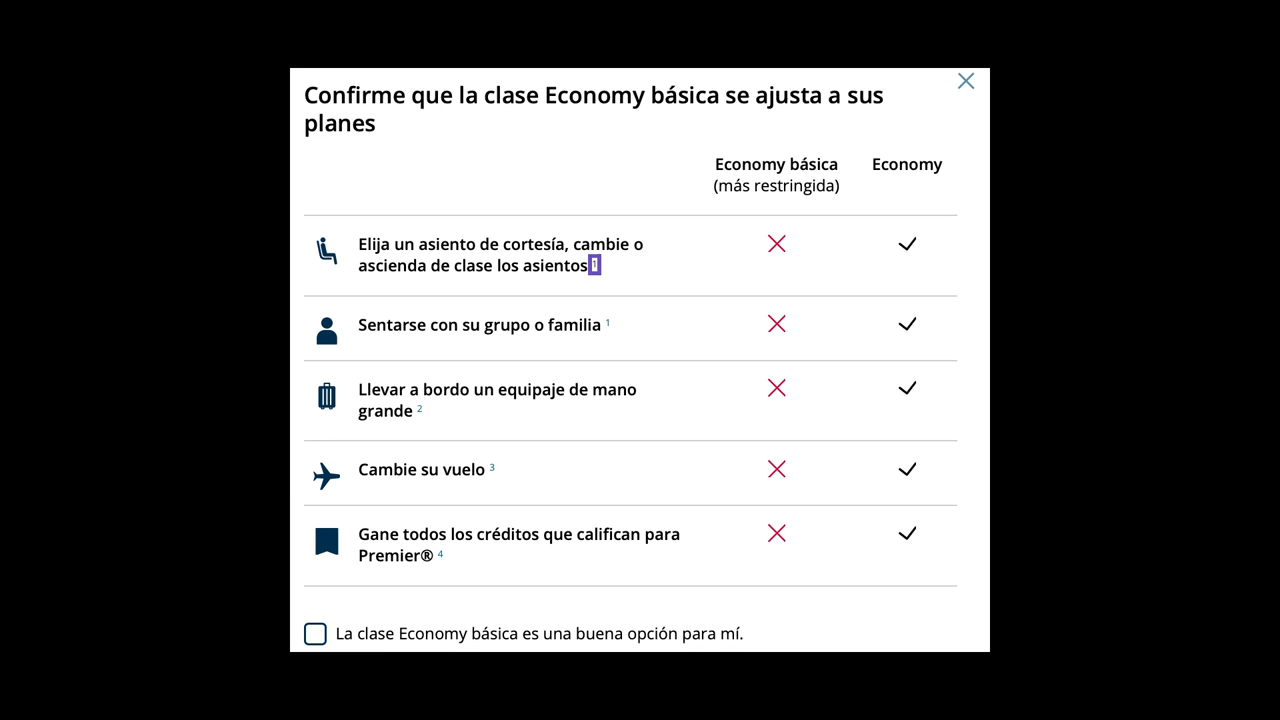 Confirme que la clase Economy básica se ajusta a sus
planes
Economy básica
(más restringida)
Economy
Elija un asiento de cortesía, cambie o
ascienda de clase los asientos 1
Sentarse con su grupo o familia 1
Llevar a bordo un equipaje de mano
grande 2
Cambie su vuelo 3
Gane todos los créditos que califican para
Premier® 4
La clase Economy básica es una buena opción para mí.